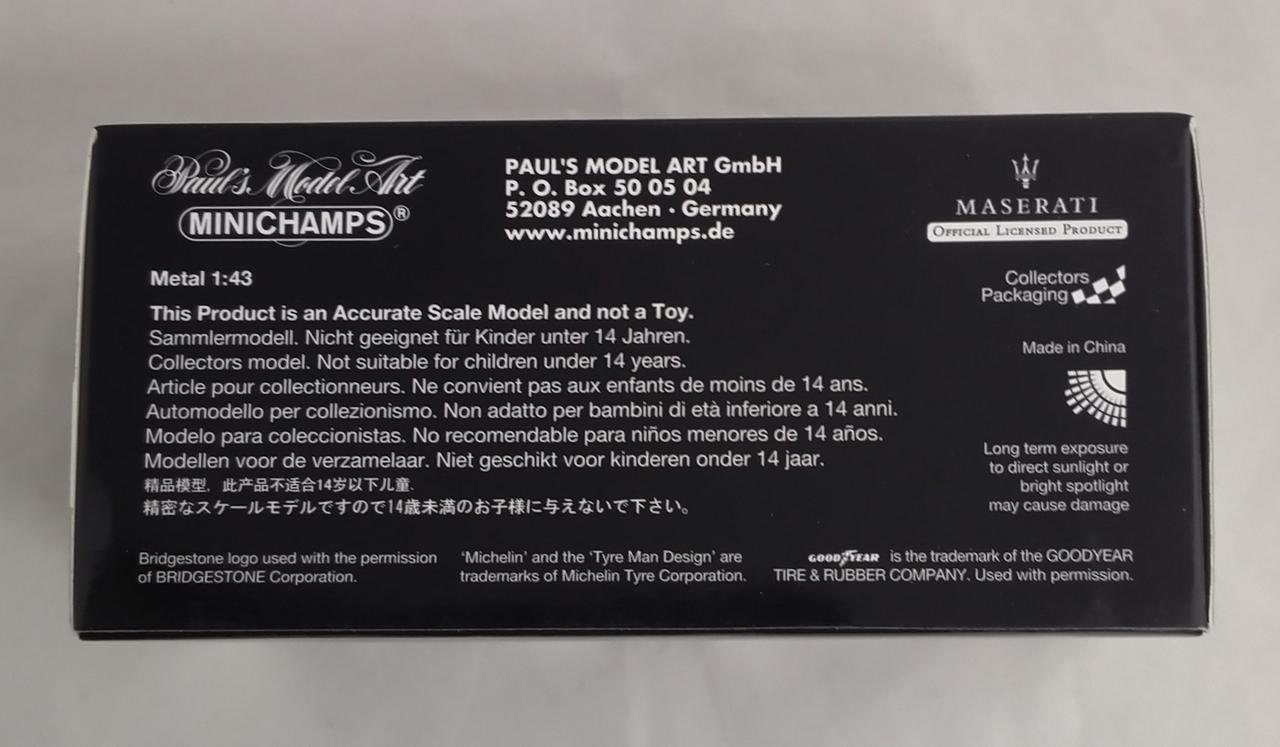 Paul's Model Art
MINICHAMPS®
PAUL'S MODEL ART GmbH
P. O. Box 50 05 04
52089 Aachen · Germany
www.minichamps.de
MASERATI
OFFICIAL LICENSED PRODUCT
Metal 1:43
Collectors
Packaging
This Product is an Accurate Scale Model and not a Toy.
Sammlermodell. Nicht geeignet für Kinder unter 14 Jahren.
Collectors model. Not suitable for children under 14 years.
Article pour collectionneurs. Ne convient pas aux enfants de moins de 14 ans.
Automodello per collezionismo. Non adatto per bambini di età inferiore a 14 anni.
Modelo para coleccionistas. No recomendable para niños menores de 14 años.
Modellen voor de verzamelaar. Niet geschikt voor kinderen onder 14 jaar.
精品模型, 此产品不适合14岁以下儿童.
精密なスケールモデルですので14歳未満のお子様に与えないで下さい。
Made in China
Long term exposure
to direct sunlight or
bright spotlight
may cause damage
Bridgestone logo used with the permission
of BRIDGESTONE Corporation.
‘Michelin’ and the ‘Tyre Man Design’ are
trademarks of Michelin Tyre Corporation.
GOODYEAR is the trademark of the GOODYEAR
TIRE & RUBBER COMPANY. Used with permission.